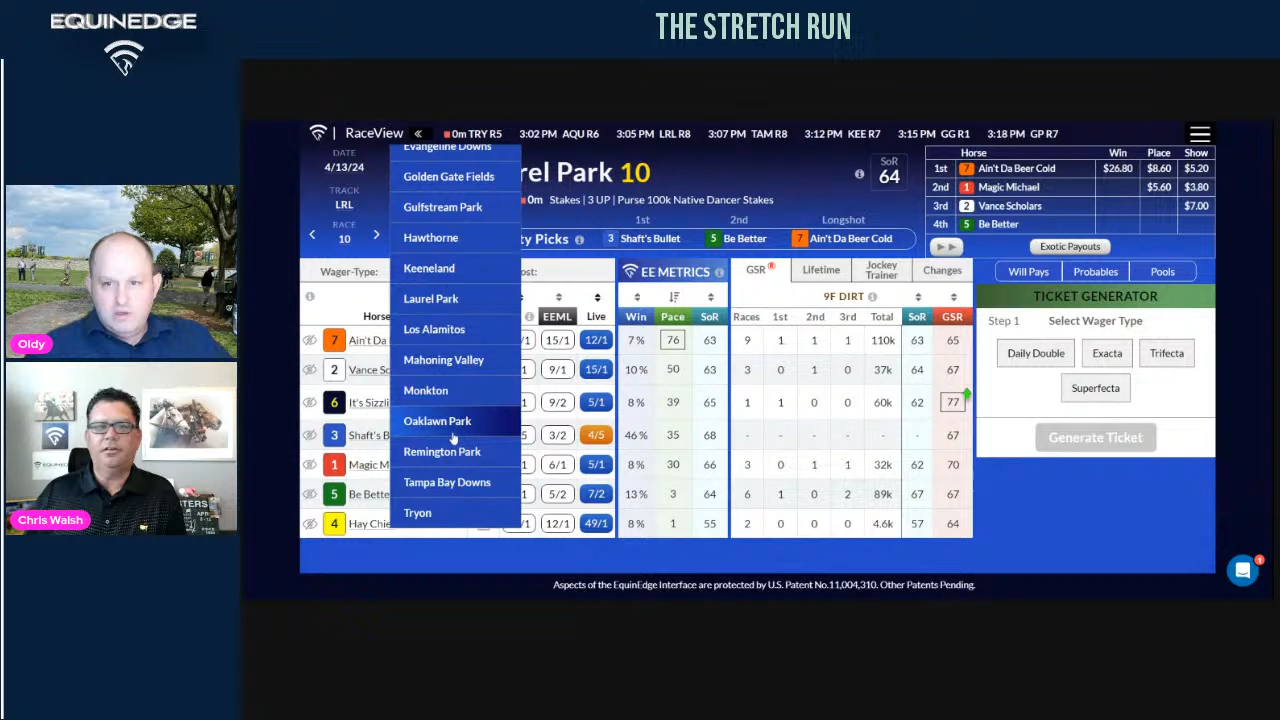 EQUINEDGE
THE STRETCH RUN
Oldy
Chris Walsh
RaceView « 0m TRY R5 3:02 PM AQU R6 3:05 PM LRL R8 3:07 PM TAM R8 3:12 PM KEE R7 3:15 PM GG R1 3:18 PM GP R7
DATE
4/13/24
TRACK
LRL
RACE
10
Evangeline Downs
Golden Gate Fields
Gulfstream Park
Hawthorne
Keeneland
Laurel Park
Los Alamitos
Mahoning Valley
Monkton
Oaklawn Park
Remington Park
Tampa Bay Downs
Tryon
rel Park 10
SoR
64
0m Stakes | 3 UP | Purse 100k Native Dancer Stakes
1st 2nd Longshot
ty Picks 3 Shaft's Bullet 5 Be Better 7 Ain't Da Beer Cold
Horse Win Place Show
1st 7 Ain't Da Beer Cold $26.80 $8.60 $5.20
2nd 1 Magic Michael $5.60 $3.80
3rd 2 Vance Scholars $7.00
4th 5 Be Better
Exotic Payouts
Wager-Type: ost:
EE METRICS
GSR Lifetime Jockey Trainer Changes
9F DIRT
Horse EEML Live Win Pace SoR Races 1st 2nd 3rd Total SoR GSR
7 Ain't Da /1 15/1 12/1 7% 76 63 9 1 1 1 110k 63 65
2 Vance Sc /1 9/1 15/1 10% 50 63 3 0 1 0 37k 64 67
6 It's Sizzli /1 9/2 5/1 8% 39 65 1 1 0 0 60k 62 77
3 Shaft's B 5 3/2 4/5 46% 35 68 - - - - - - 67
1 Magic M /1 6/1 5/1 8% 30 66 3 0 1 1 32k 62 70
5 Be Bette /1 5/2 7/2 13% 3 64 6 1 0 2 89k 67 67
4 Hay Chie /1 12/1 49/1 8% 1 55 2 0 0 0 4.6k 57 64
Will Pays Probables Pools
TICKET GENERATOR
Step 1 Select Wager Type
Daily Double Exacta Trifecta
Superfecta
Generate Ticket
1
Aspects of the EquinEdge Interface are protected by U.S. Patent No.11,004,310. Other Patents Pending.